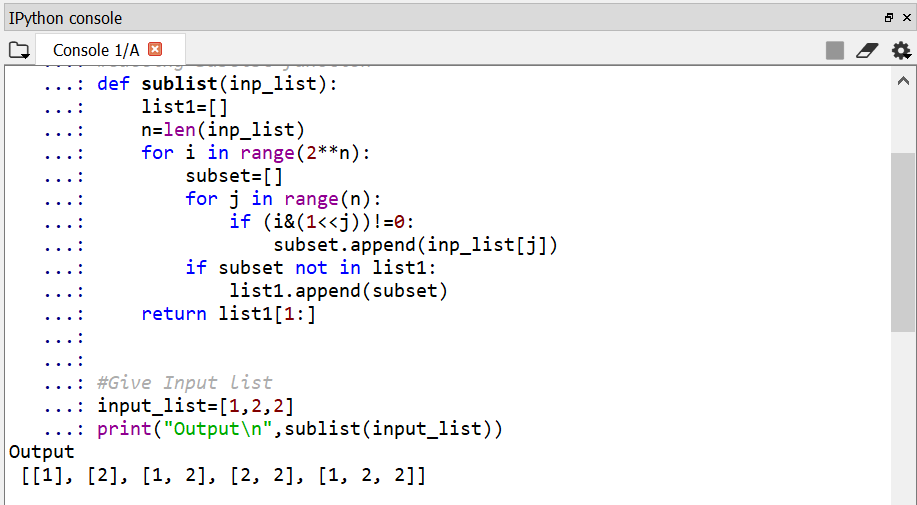 IPython console
Console 1/A
...: def sublist(inp_list):
...:     list1=[]
...:     n=len(inp_list)
...:     for i in range(2**n):
...:         subset=[]
...:         for j in range(n):
...:             if (i&(1<<j))!=0:
...:                 subset.append(inp_list[j])
...:         if subset not in list1:
...:             list1.append(subset)
...:     return list1[1:]
...:
...:
...: #Give Input list
...: input_list=[1,2,2]
...: print("Output\n",sublist(input_list))
Output
 [[1], [2], [1, 2], [2, 2], [1, 2, 2]]